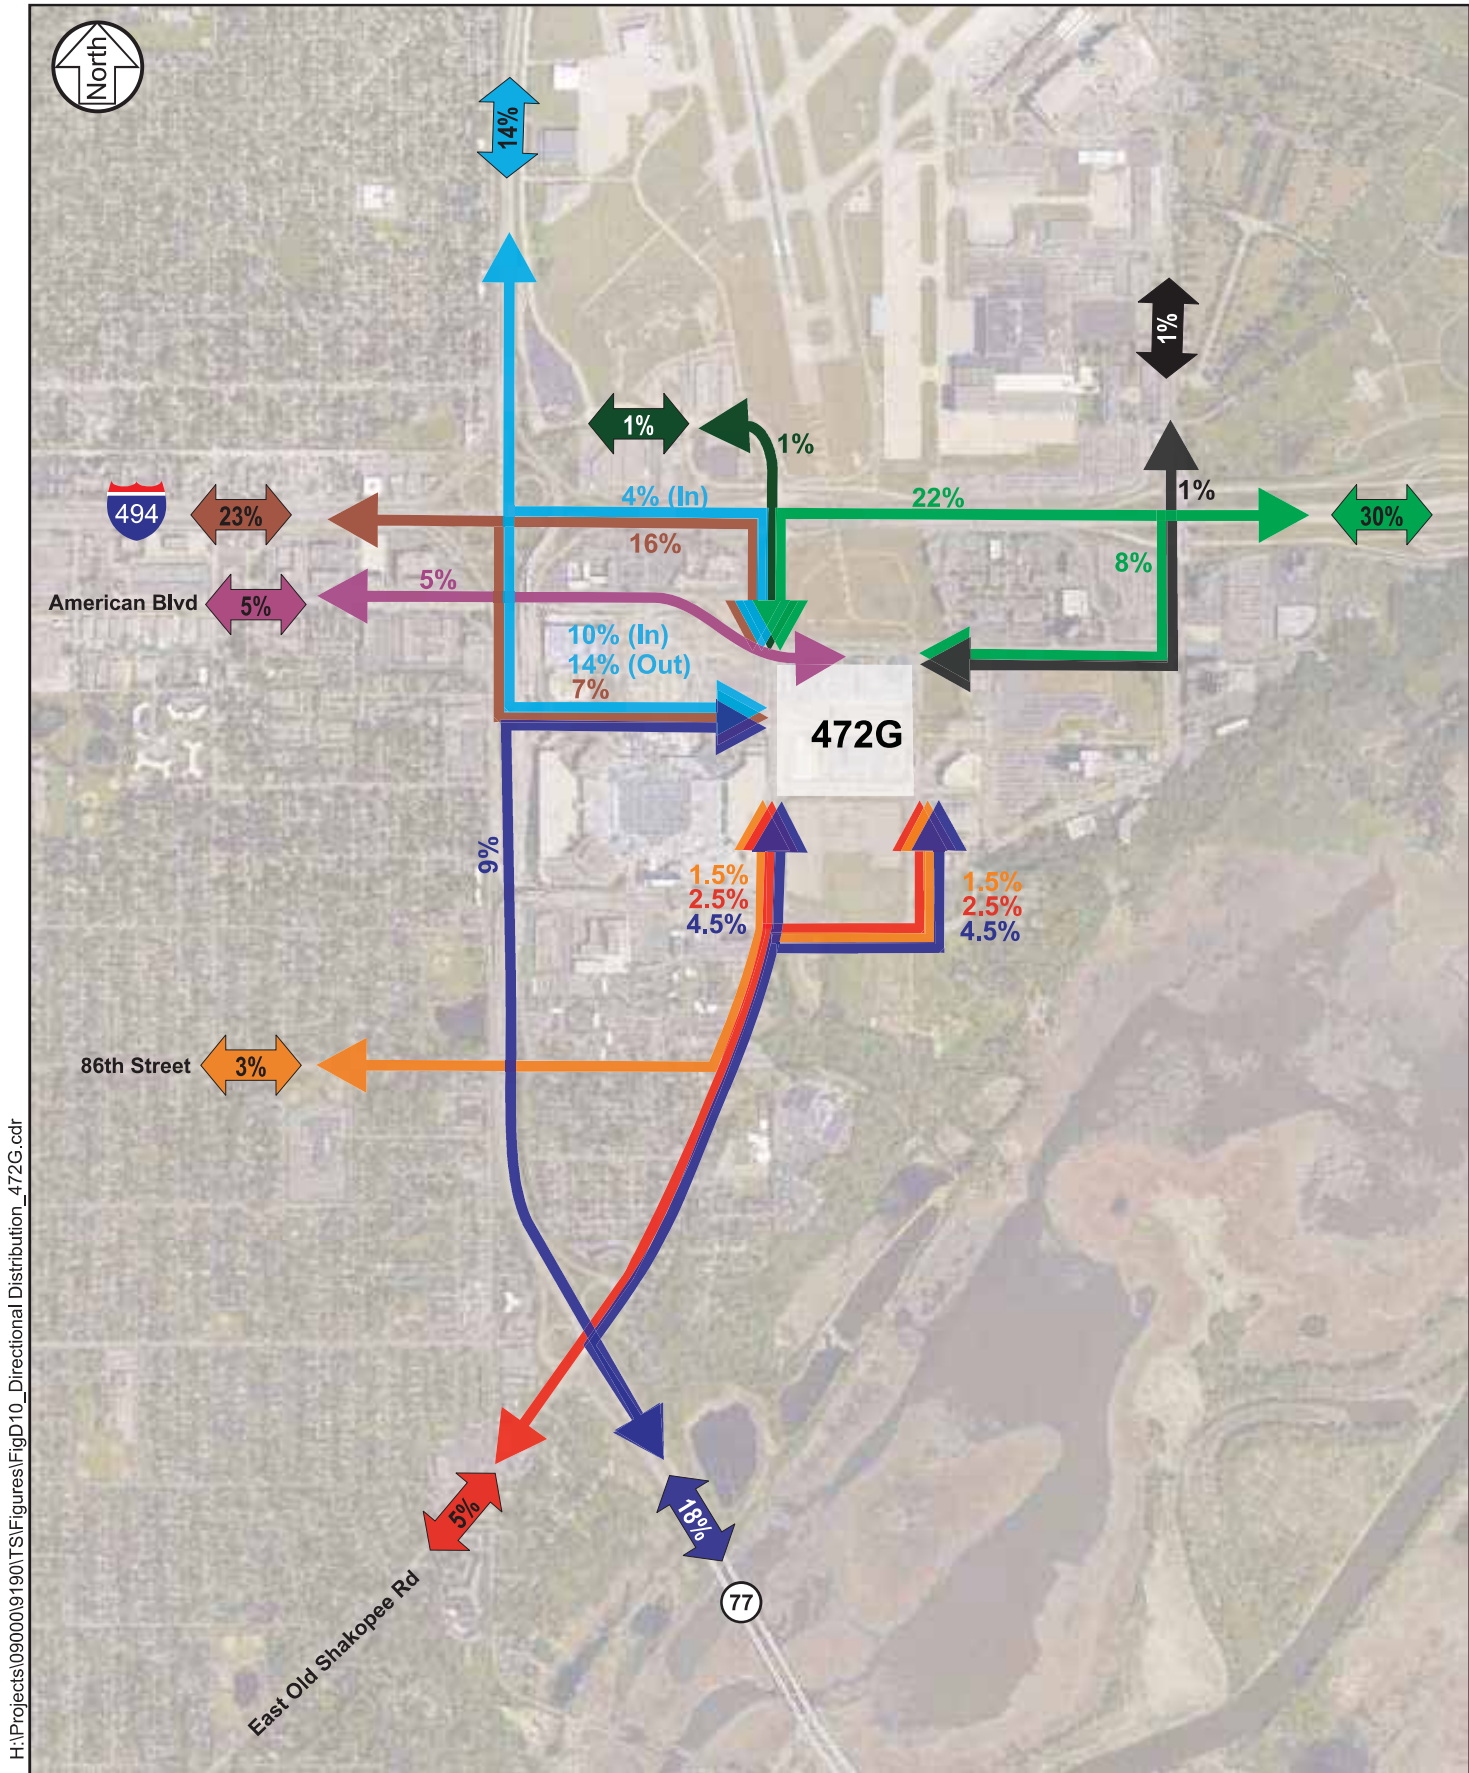 North
14%
1%
1%
1%
4% (In)
22%
1%
494
23%
16%
30%
8%
American Blvd
5%
5%
10% (In)
14% (Out)
7%
472G
9%
1.5%
2.5%
4.5%
1.5%
2.5%
4.5%
86th Street
3%
5%
18%
77
East Old Shakopee Rd
H:\Projects\09000\9190\TS\Figures\FigD10_Directional Distribution_472G.cdr